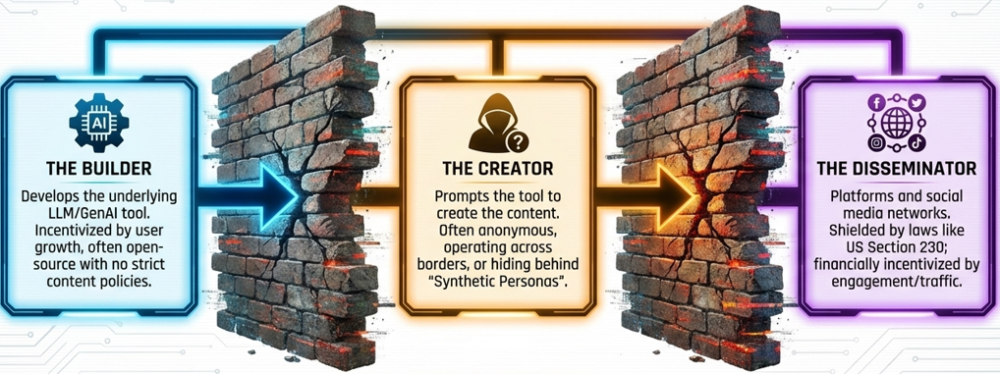 AI
THE BUILDER
Develops the underlying
LLM/GenAI tool.
Incentivized by user
growth, often open-
source with no strict
content policies.
?
THE CREATOR
Prompts the tool to
create the content.
Often anonymous,
operating across
borders, or hiding behind
“Synthetic Personas”.
f
THE DISSEMINATOR
Platforms and social
media networks.
Shielded by laws like
US Section 230;
financially incentivized by
engagement/traffic.